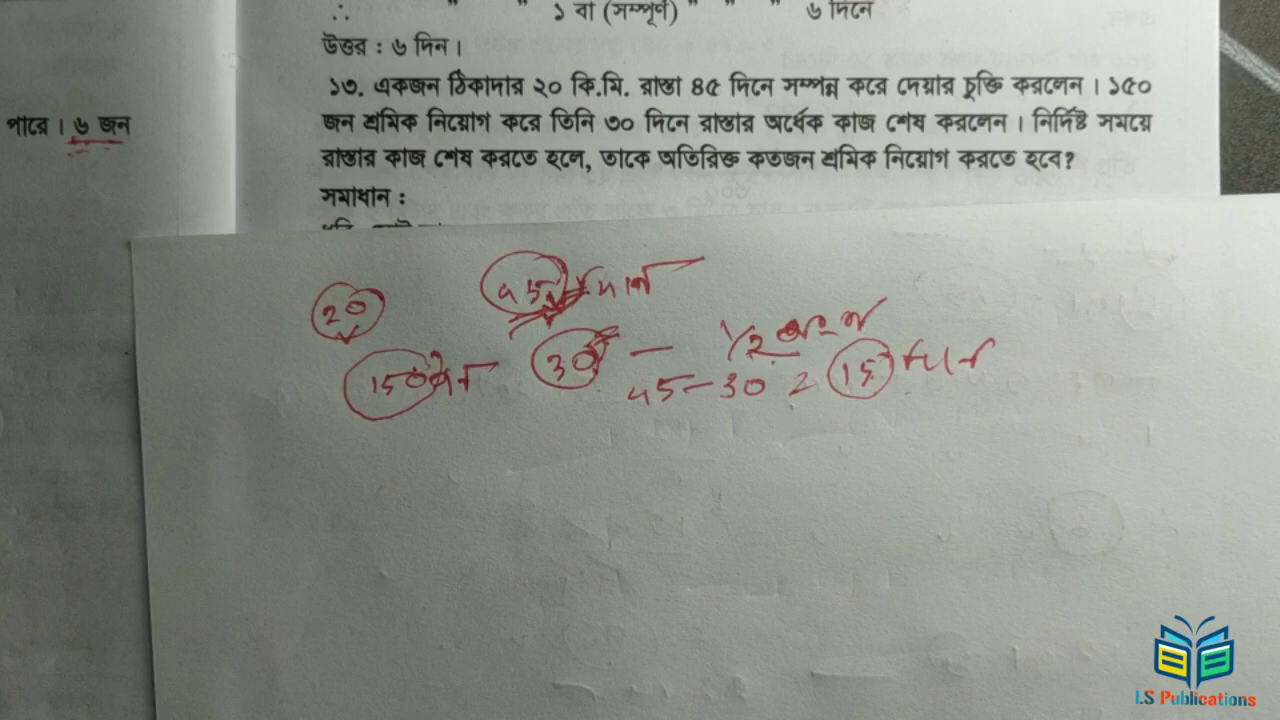 ∴ " " ১ বা (সম্পূর্ণ) " " " ৬ দিনে
উত্তর : ৬ দিন।
১৩. একজন ঠিকাদার ২০ কি.মি. রাস্তা ৪৫ দিনে সম্পন্ন করে দেয়ার চুক্তি করলেন। ১৫০
জন শ্রমিক নিয়োগ করে তিনি ৩০ দিনে রাস্তার অর্ধেক কাজ শেষ করলেন। নির্দিষ্ট সময়ে
রাস্তার কাজ শেষ করতে হলে, তাকে অতিরিক্ত কতজন শ্রমিক নিয়োগ করতে হবে?
সমাধান :
পারে। ৬ জন
20 45
150 জন 30 — 1/2
45-30 = 15 দিন
LS Publications